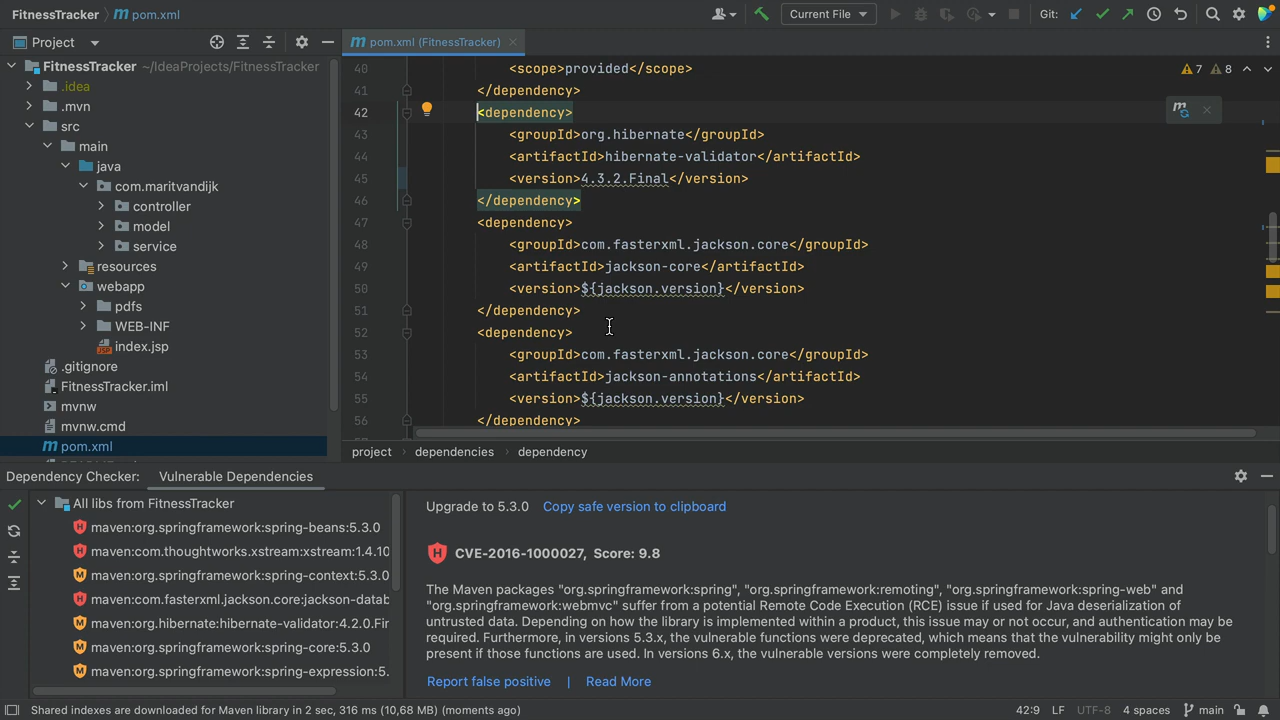 FitnessTracker
pom.xml
Current File
Git:
Project
pom.xml (FitnessTracker)
FitnessTracker ~/IdeaProjects/FitnessTracker
.idea
.mvn
src
main
java
com.maritvandijk
controller
model
service
resources
webapp
pdfs
WEB-INF
index.jsp
.gitignore
FitnessTracker.iml
mvnw
mvnw.cmd
pom.xml
7 8
40 <scope>provided</scope>
41 </dependency>
42 <dependency>
43 <groupId>org.hibernate</groupId>
44 <artifactId>hibernate-validator</artifactId>
45 <version>4.3.2.Final</version>
46 </dependency>
47 <dependency>
48 <groupId>com.fasterxml.jackson.core</groupId>
49 <artifactId>jackson-core</artifactId>
50 <version>${jackson.version}</version>
51 </dependency>
52 <dependency>
53 <groupId>com.fasterxml.jackson.core</groupId>
54 <artifactId>jackson-annotations</artifactId>
55 <version>${jackson.version}</version>
56 </dependency>
project
dependencies
dependency
Dependency Checker: Vulnerable Dependencies
All libs from FitnessTracker
maven:org.springframework:spring-beans:5.3.0
maven:com.thoughtworks.xstream:xstream:1.4.10
maven:org.springframework:spring-context:5.3.0
maven:com.fasterxml.jackson.core:jackson-datab
maven:org.hibernate:hibernate-validator:4.2.0.Fir
maven:org.springframework:spring-core:5.3.0
maven:org.springframework:spring-expression:5.
Upgrade to 5.3.0 Copy safe version to clipboard
CVE-2016-1000027, Score: 9.8
The Maven packages "org.springframework:spring", "org.springframework:remoting", "org.springframework:spring-web" and
"org.springframework:webmvc" suffer from a potential Remote Code Execution (RCE) issue if used for Java deserialization of
untrusted data. Depending on how the library is implemented within a product, this issue may or not occur, and authentication may be
required. Furthermore, in versions 5.3.x, the vulnerable functions were deprecated, which means that the vulnerability might only be
present if those functions are used. In versions 6.x, the vulnerable versions were completely removed.
Report false positive | Read More
Shared indexes are downloaded for Maven library in 2 sec, 316 ms (10,68 MB) (moments ago)
42:9 LF UTF-8 4 spaces main